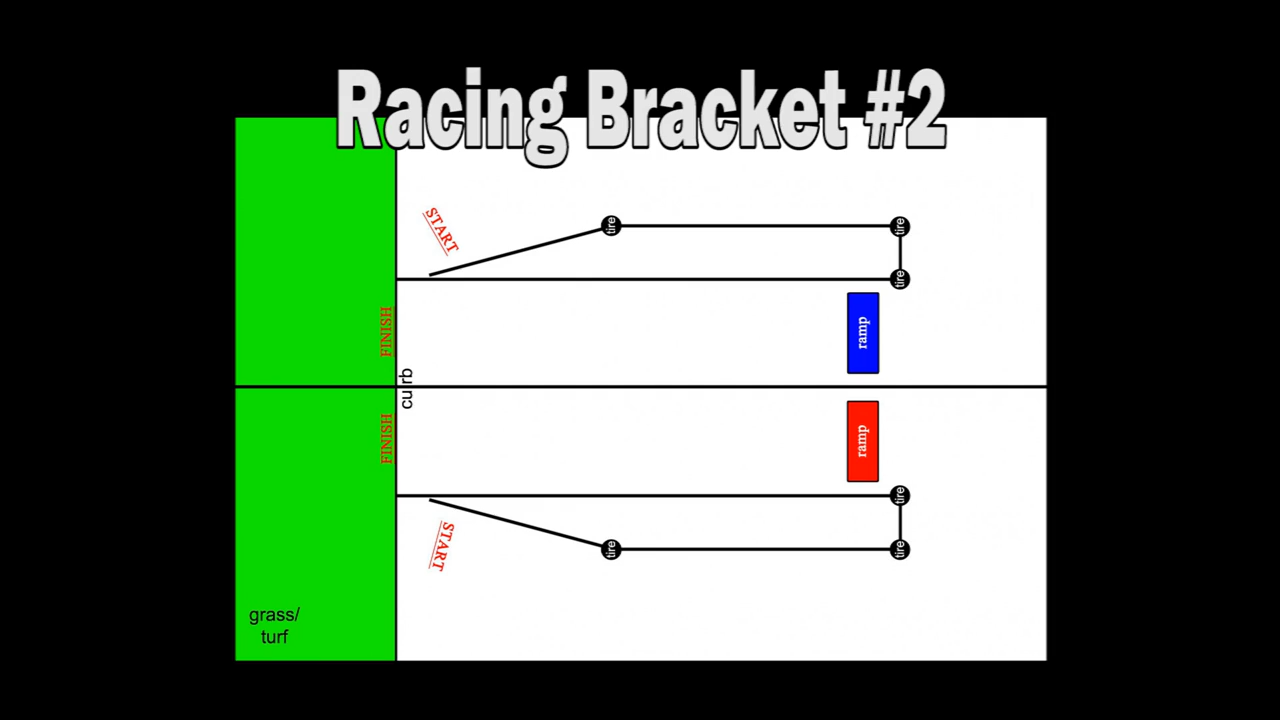 Racing Bracket #2
START
tire
tire
tire
FINISH
ramp
curb
FINISH
ramp
tire
START
tire
tire
grass/
turf